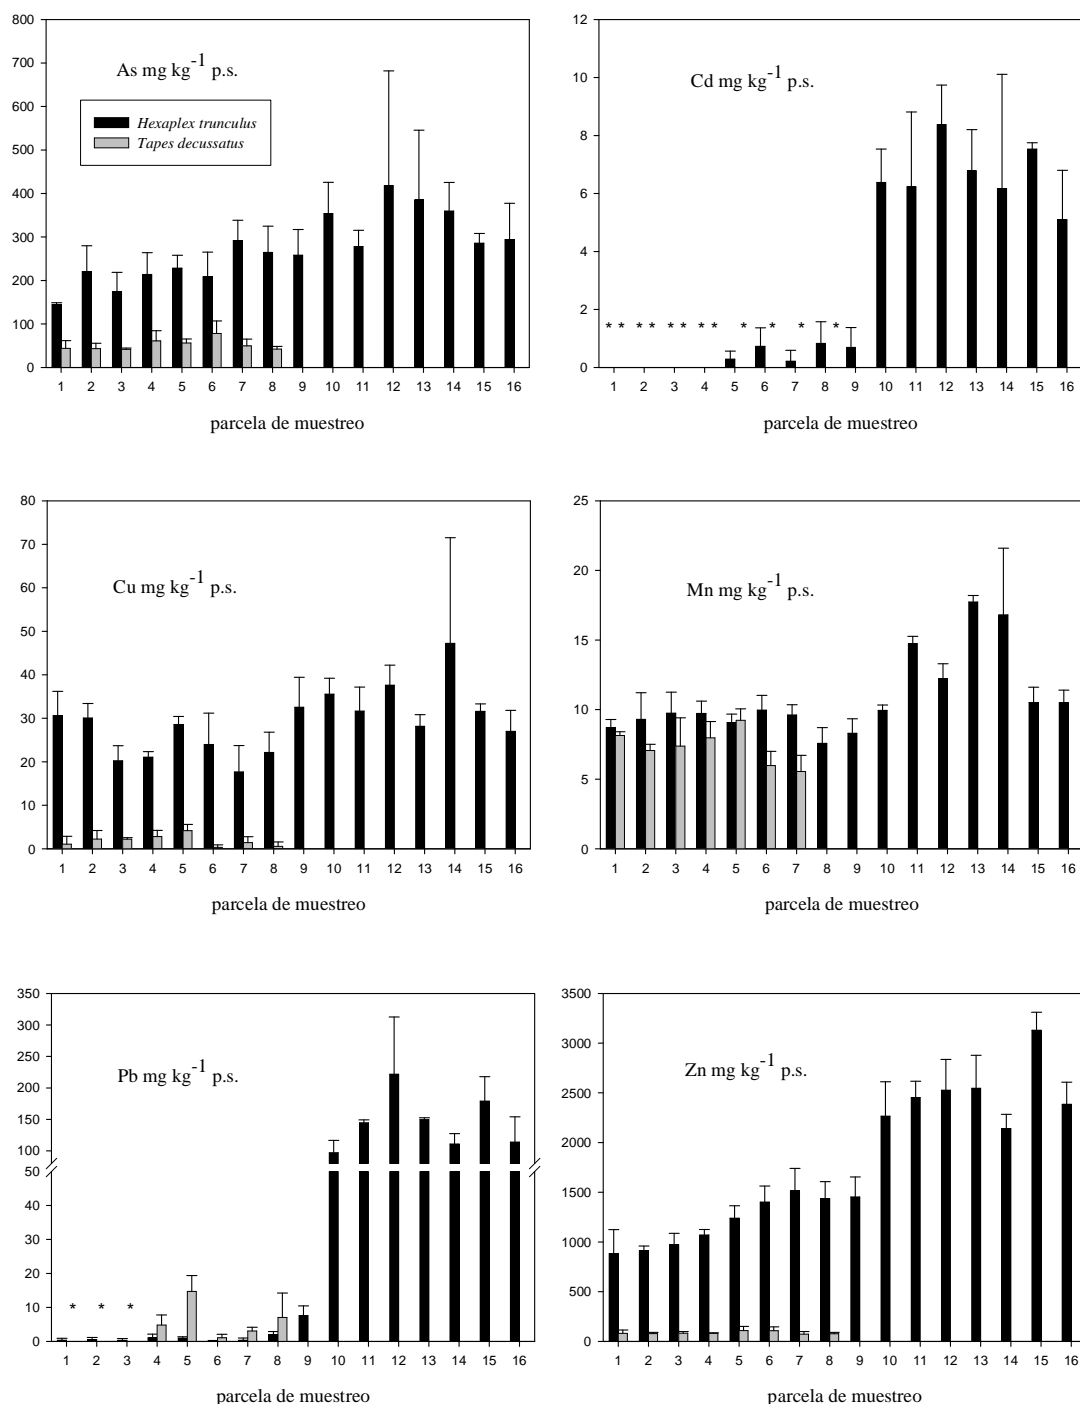 800
700
600
500
400
300
200
100
0
As mg kg-1 p.s.
Hexaplex trunculus
Tapes decussatus
1 2 3 4 5 6 7 8 9 10 11 12 13 14 15 16
parcela de muestreo
12
10
8
6
4
2
0
Cd mg kg-1 p.s.
* * * * * * * * * * * *
1 2 3 4 5 6 7 8 9 10 11 12 13 14 15 16
parcela de muestreo
80
70
60
50
40
30
20
10
0
Cu mg kg-1 p.s.
1 2 3 4 5 6 7 8 9 10 11 12 13 14 15 16
parcela de muestreo
25
20
15
10
5
0
Mn mg kg-1 p.s.
1 2 3 4 5 6 7 8 9 10 11 12 13 14 15 16
parcela de muestreo
350
300
250
200
150
100
50
40
30
20
10
0
Pb mg kg-1 p.s.
* * *
1 2 3 4 5 6 7 8 9 10 11 12 13 14 15 16
parcela de muestreo
3500
3000
2500
2000
1500
1000
500
0
Zn mg kg-1 p.s.
1 2 3 4 5 6 7 8 9 10 11 12 13 14 15 16
parcela de muestreo